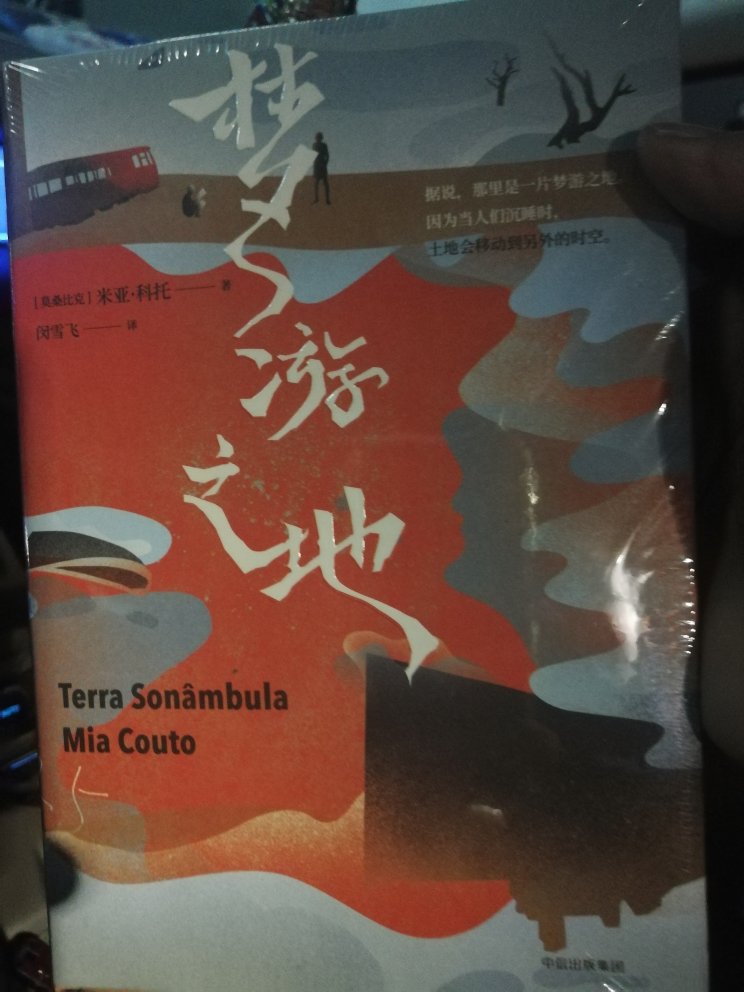 梦游之地
据说，那里是一片梦游之地，
因为当人们沉睡时，
土地会移动到另外的时空。
[莫桑比克] 米亚·科托 —— 著
闵雪飞 —— 译
Terra Sonâmbula
Mia Couto
中信出版集团